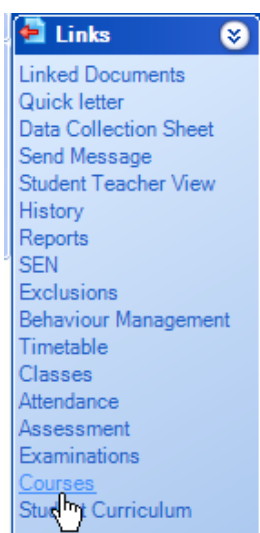 Links
Linked Documents
Quick letter
Data Collection Sheet
Send Message
Student Teacher View
History
Reports
SEN
Exclusions
Behaviour Management
Timetable
Classes
Attendance
Assessment
Examinations
Courses
Student Curriculum